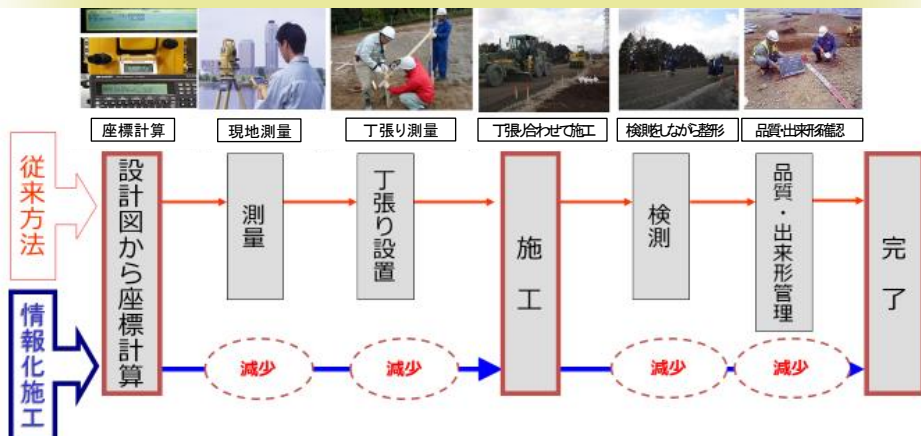 座標計算
現地測量
丁張り測量
丁張り合わせて施工
検測をしながら整形
品質・出来形確認
従来方法
設計図から座標計算
測量
丁張り設置
施工
検測
品質・出来形管理
完了
情報化施工
減少
減少
減少
減少